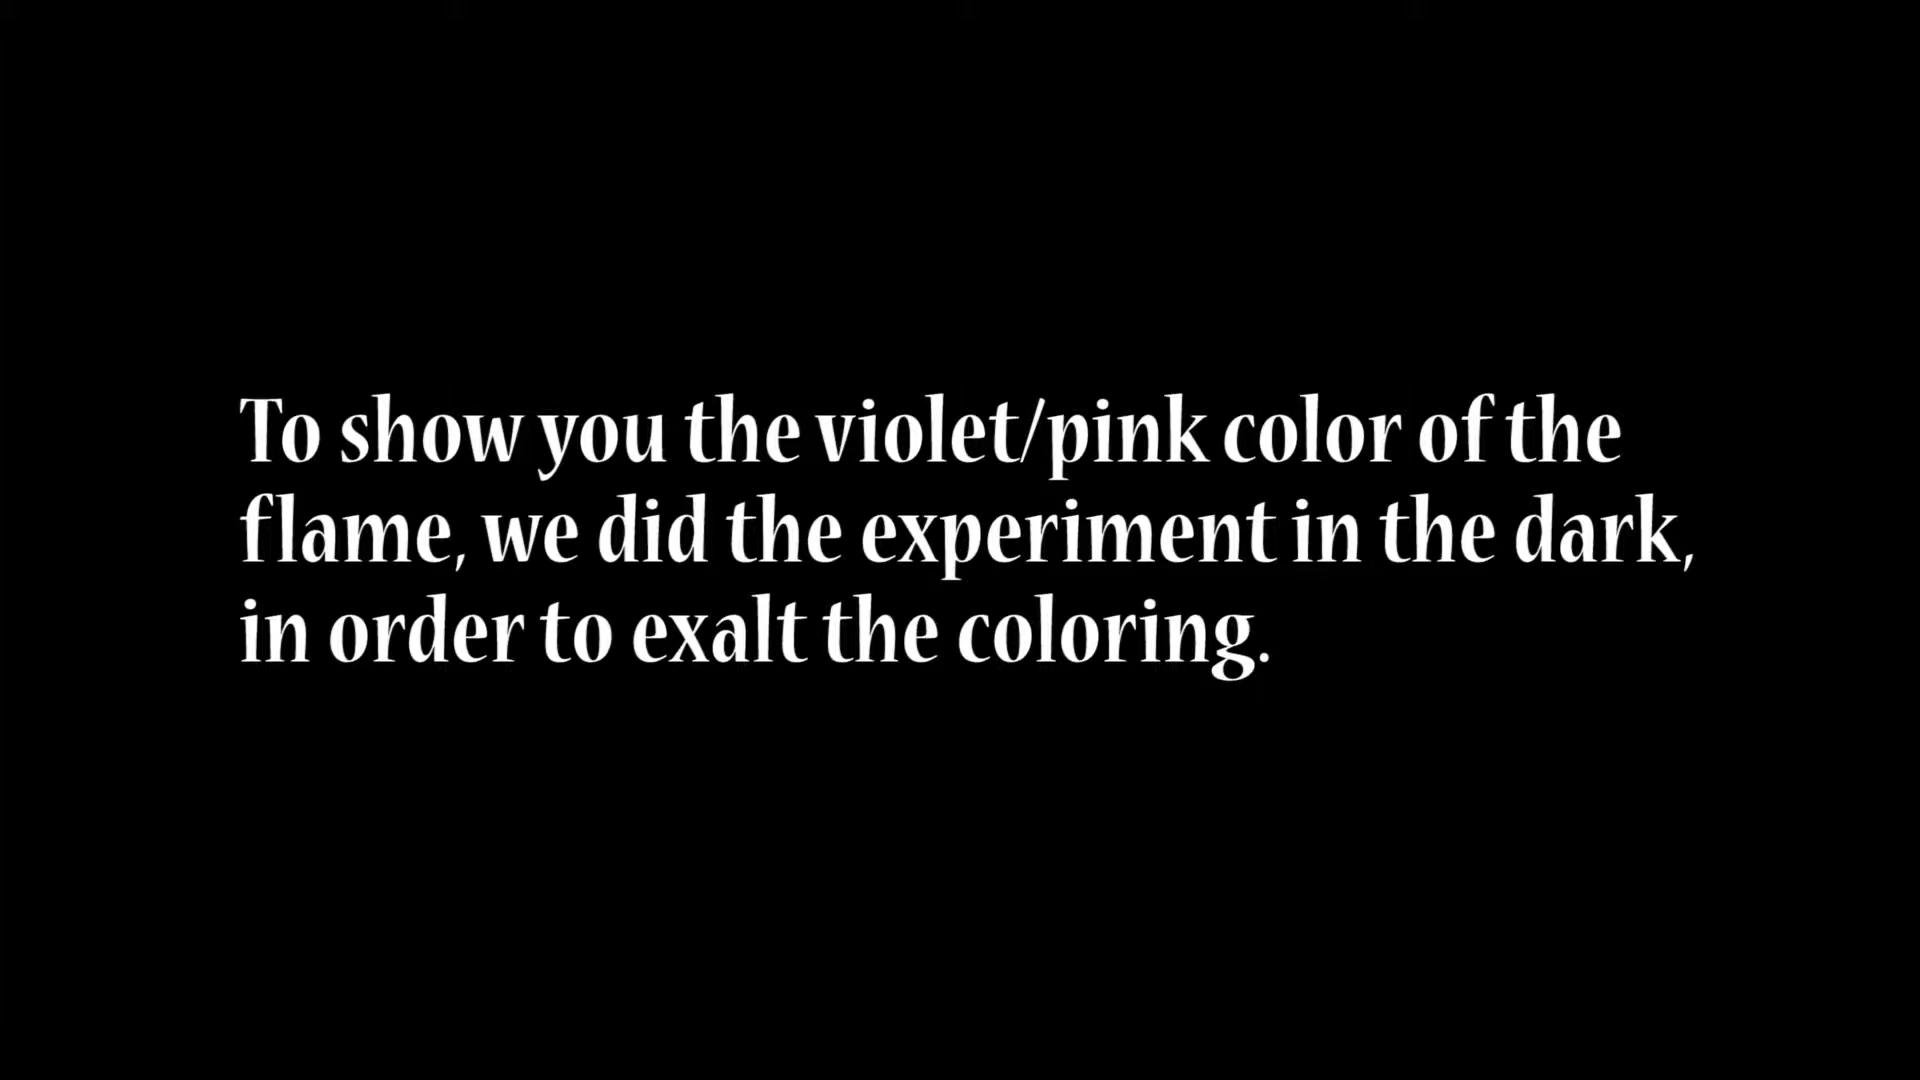 To show you the violet/pink color of the
flame, we did the experiment in the dark,
in order to exalt the coloring.